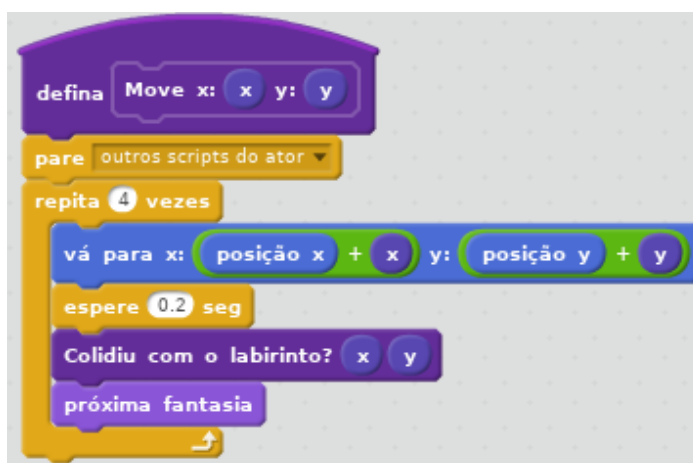 defina Move x: x y: y
pare outros scripts do ator
repita 4 vezes
vá para x: posição x + x y: posição y + y
espere 0.2 seg
Colidiu com o labirinto? x y
próxima fantasia